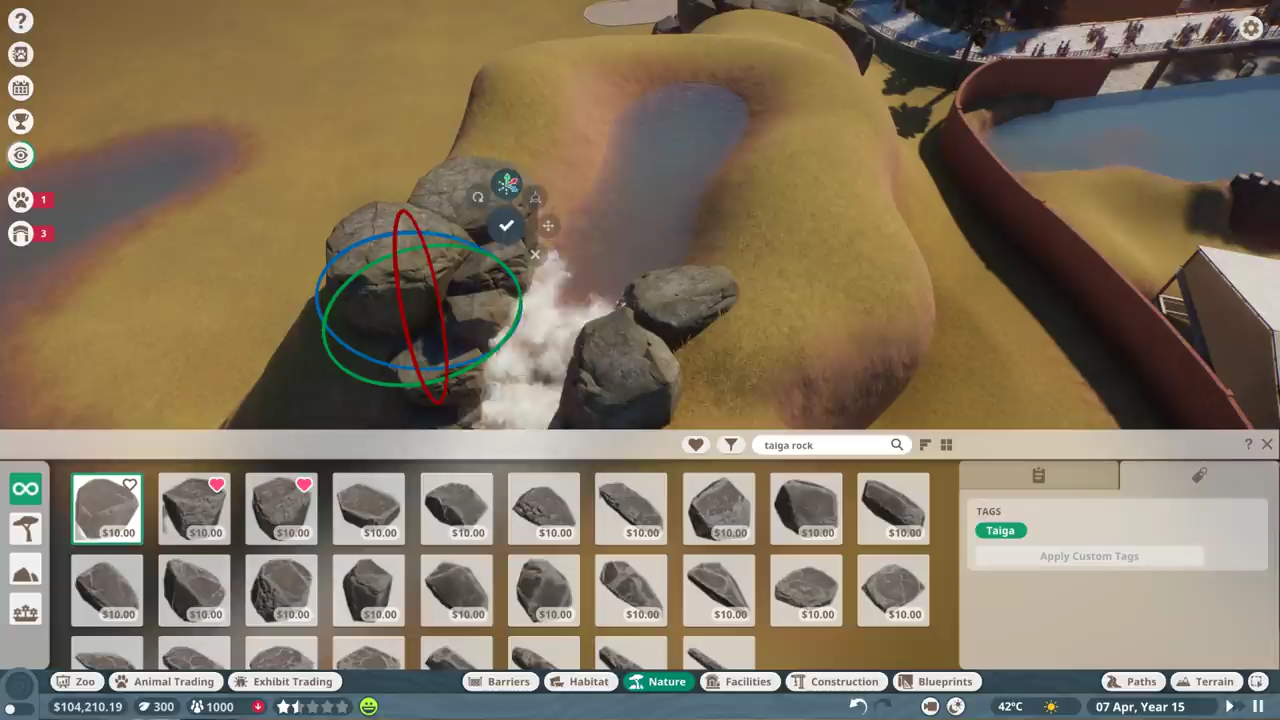 ?
1
3
taiga rock
? ×
$10.00 $10.00 $10.00 $10.00 $10.00 $10.00 $10.00 $10.00 $10.00 $10.00
$10.00 $10.00 $10.00 $10.00 $10.00 $10.00 $10.00 $10.00 $10.00 $10.00
TAGS
Taiga
Apply Custom Tags
Zoo Animal Trading Exhibit Trading Barriers Habitat Nature Facilities Construction Blueprints Paths Terrain
$104,210.19 300 1000 42°C 07 Apr, Year 15